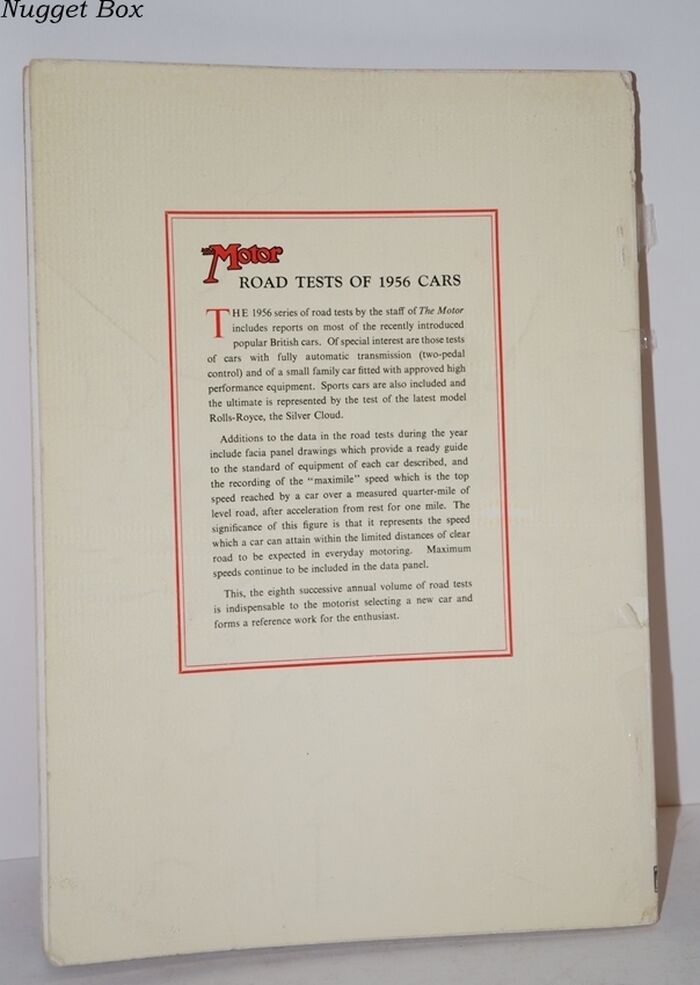 Nugget Box
The Motor
ROAD TESTS OF 1956 CARS
THE 1956 series of road tests by the staff of The Motor
includes reports on most of the recently introduced
popular British cars. Of special interest are those tests
of cars with fully automatic transmission (two-pedal
control) and of a small family car fitted with approved high
performance equipment. Sports cars are also included and
the ultimate is represented by the test of the latest model
Rolls-Royce, the Silver Cloud.
Additions to the data in the road tests during the year
include facia panel drawings which provide a ready guide
to the standard of equipment of each car described, and
the recording of the "maximile" speed which is the top
speed reached by a car over a measured quarter-mile of
level road, after acceleration from rest for one mile. The
significance of this figure is that it represents the speed
which a car can attain within the limited distances of clear
road to be expected in everyday motoring. Maximum
speeds continue to be included in the data panel.
This, the eighth successive annual volume of road tests
is indispensable to the motorist selecting a new car and
forms a reference work for the enthusiast.